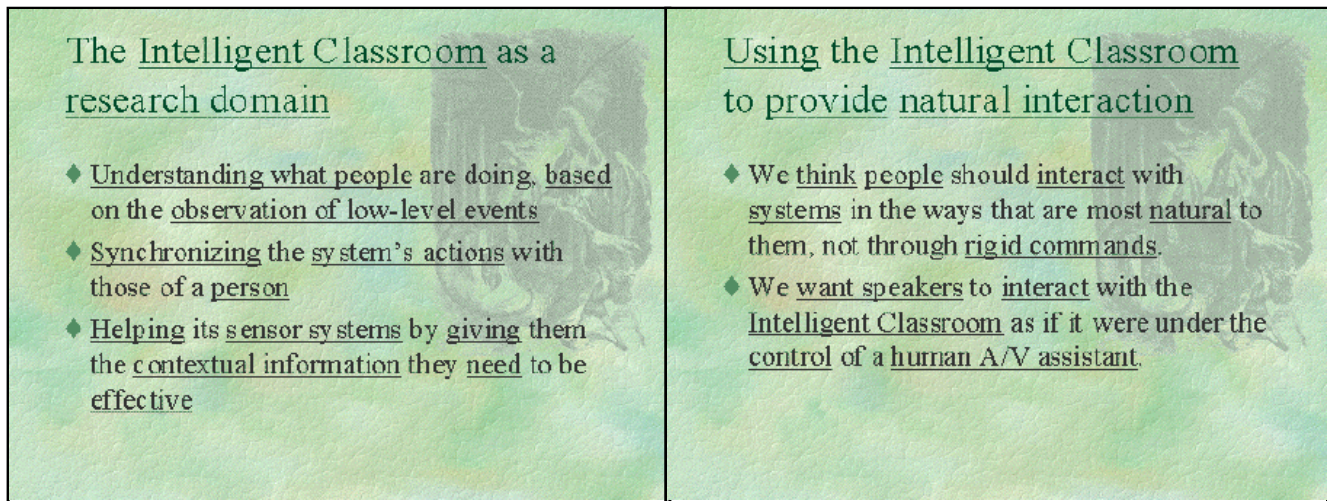 The Intelligent Classroom as a
research domain
♦ Understanding what people are doing, based
on the observation of low-level events
♦ Synchronizing the system's actions with
those of a person
♦ Helping its sensor systems by giving them
the contextual information they need to be
effective
Using the Intelligent Classroom
to provide natural interaction
♦ We think people should interact with
systems in the ways that are most natural to
them, not through rigid commands.
♦ We want speakers to interact with the
Intelligent Classroom as if it were under the
control of a human A/V assistant.